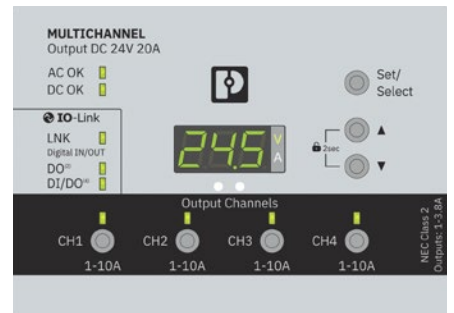 MULTICHANNEL
Output DC 24V 20A
AC OK
DC OK
IO-Link
LNK
Digital IN/OUT
DO
DI/DO
24.5
V
A
Set/
Select
2sec
▲
▼
Output Channels
CH1
CH2
CH3
CH4
1-10A
1-10A
1-10A
1-10A
NEC Class 2
Outputs: 1-3.8A